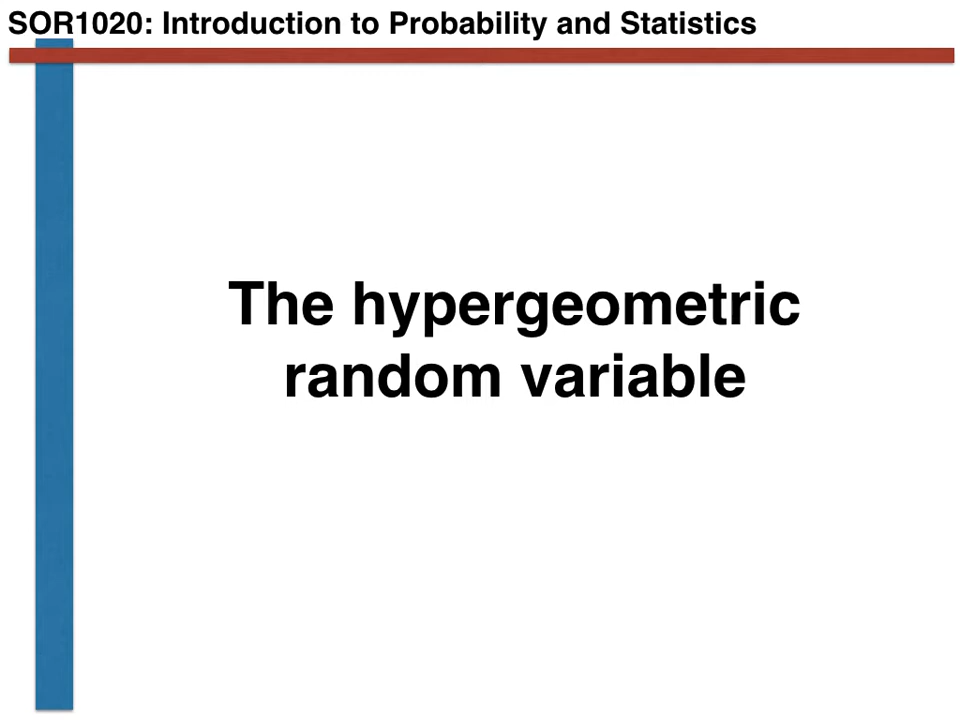 SOR1020: Introduction to Probability and Statistics
The hypergeometric
random variable